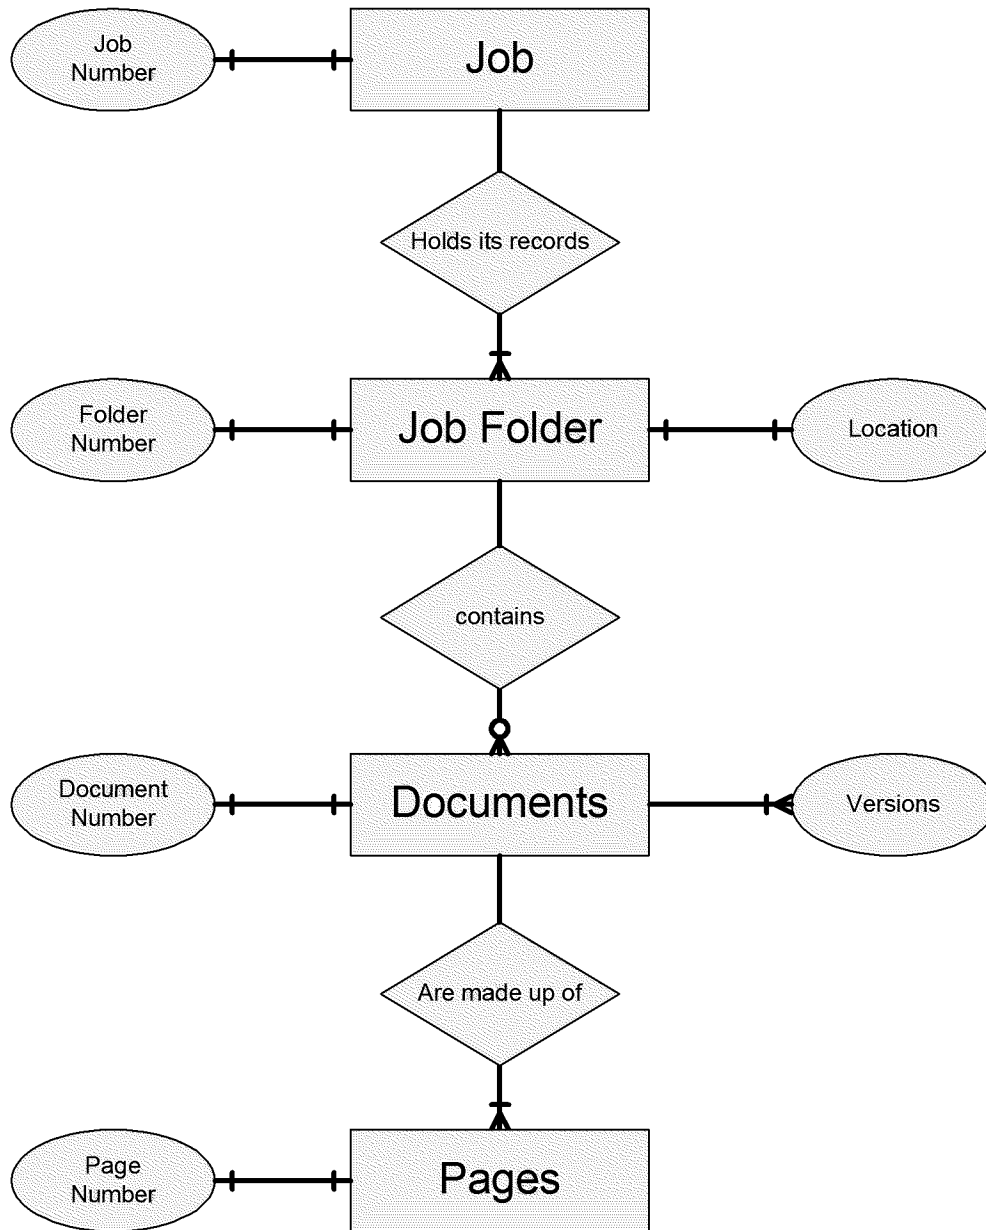 Job
Number
Job
Holds its records
Folder
Number
Job Folder
Location
contains
Document
Number
Documents
Versions
Are made up of
Page
Number
Pages